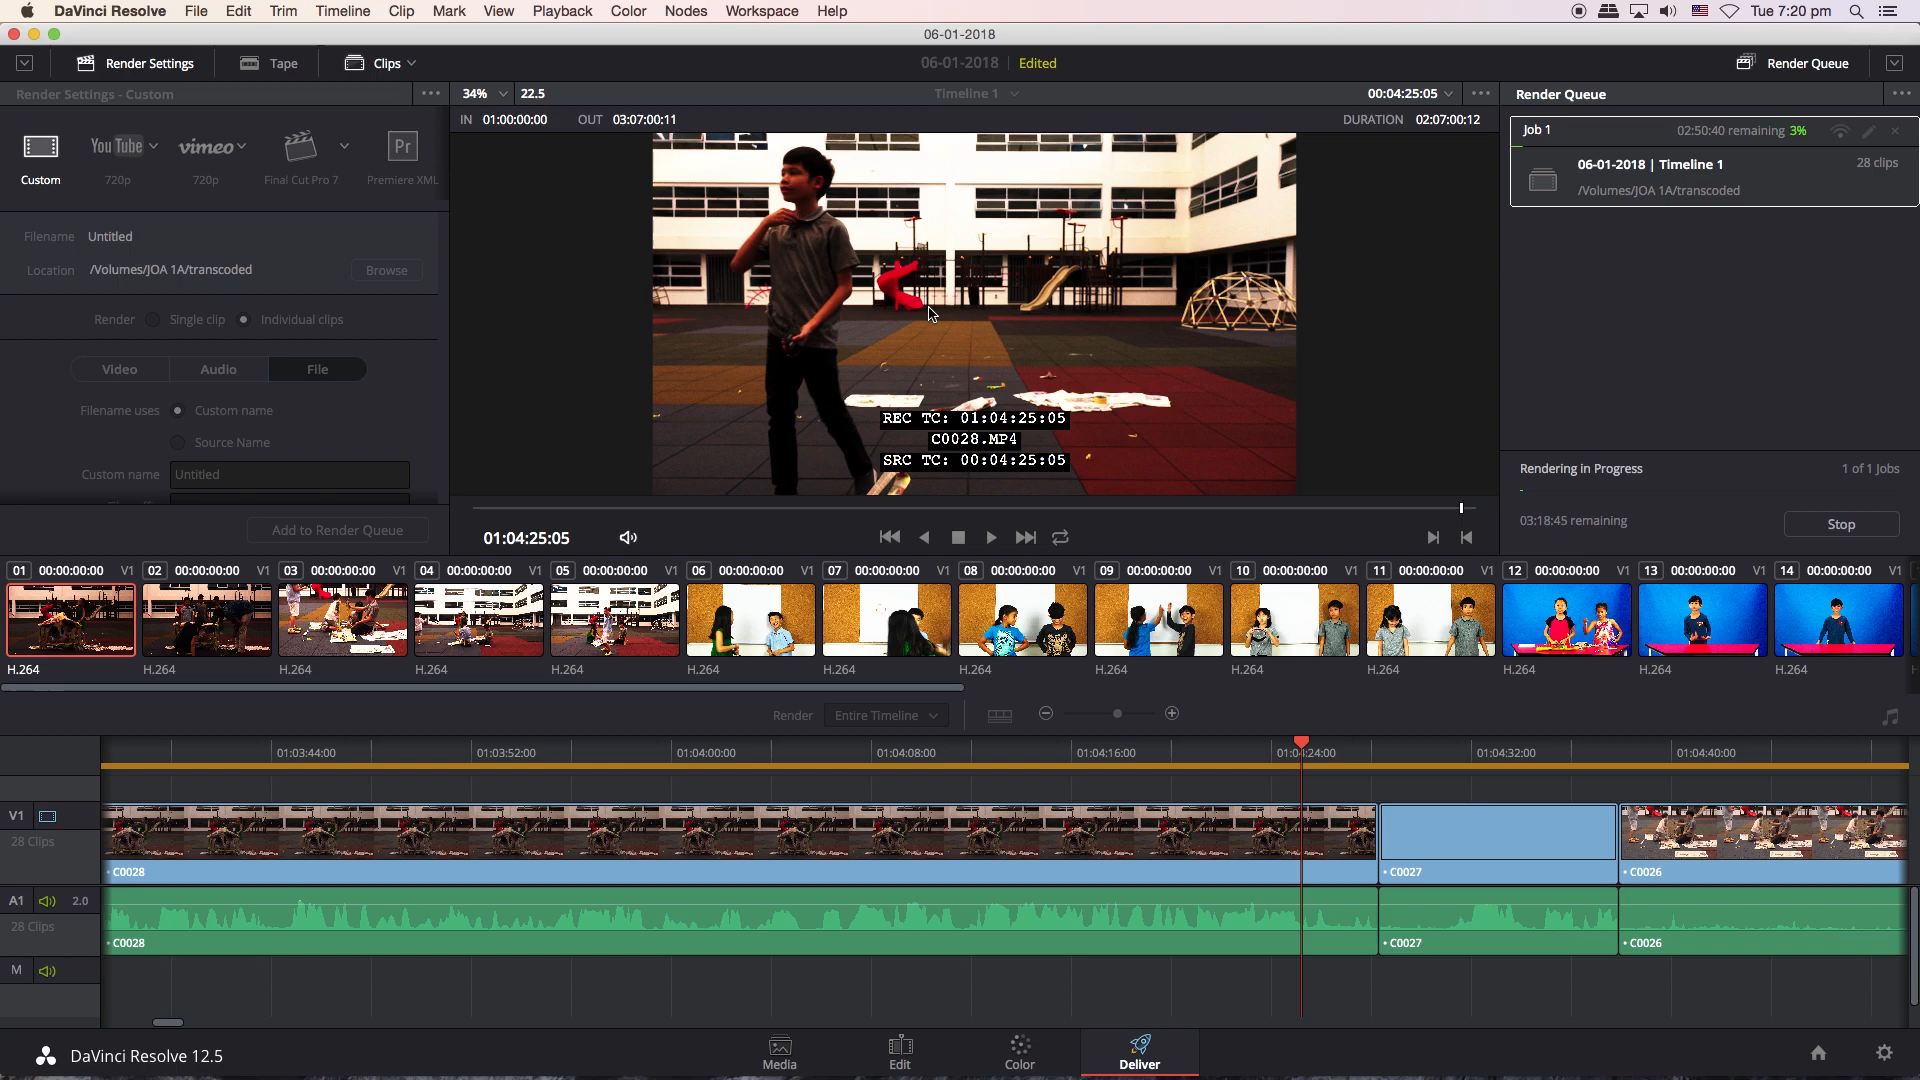 DaVinci Resolve File Edit Trim Timeline Clip Mark View Playback Color Nodes Workspace Help Tue 7:20 pm
06-01-2018
Render Settings Tape Clips 06-01-2018 Edited Render Queue
Render Settings - Custom 34% 22.5 Timeline 1 00:04:25:05 Render Queue
IN 01:00:00:00 OUT 03:07:00:11 DURATION 02:07:00:12
Job 1 02:50:40 remaining 3%
YouTube vimeo Pr
06-01-2018 | Timeline 1 28 clips
Custom 720p 720p Final Cut Pro 7 Premiere XML
/Volumes/JOA 1A/transcoded
Filename Untitled
Location /Volumes/JOA 1A/transcoded Browse
Render Single clip Individual clips
Video Audio File
Filename uses Custom name
Source Name
Custom name Untitled
Add to Render Queue
REC TC: 01:04:25:05
C0028.MP4
SRC TC: 00:04:25:05
01:04:25:05
Rendering in Progress 1 of 1 Jobs
03:18:45 remaining Stop
01 00:00:00:00 V1 02 00:00:00:00 V1 03 00:00:00:00 V1 04 00:00:00:00 V1 05 00:00:00:00 V1 06 00:00:00:00 V1 07 00:00:00:00 V1 08 00:00:00:00 V1 09 00:00:00:00 V1 10 00:00:00:00 V1 11 00:00:00:00 V1 12 00:00:00:00 V1 13 00:00:00:00 V1 14 00:00:00:00 V1
H.264 H.264 H.264 H.264 H.264 H.264 H.264 H.264 H.264 H.264 H.264 H.264 H.264 H.264
Render Entire Timeline
01:03:44:00 01:03:52:00 01:04:00:00 01:04:08:00 01:04:16:00 01:04:24:00 01:04:32:00 01:04:40:00
V1
28 Clips
C0028 C0027 C0026
A1 2.0
28 Clips
C0028 C0027 C0026
M
DaVinci Resolve 12.5 Media Edit Color Deliver